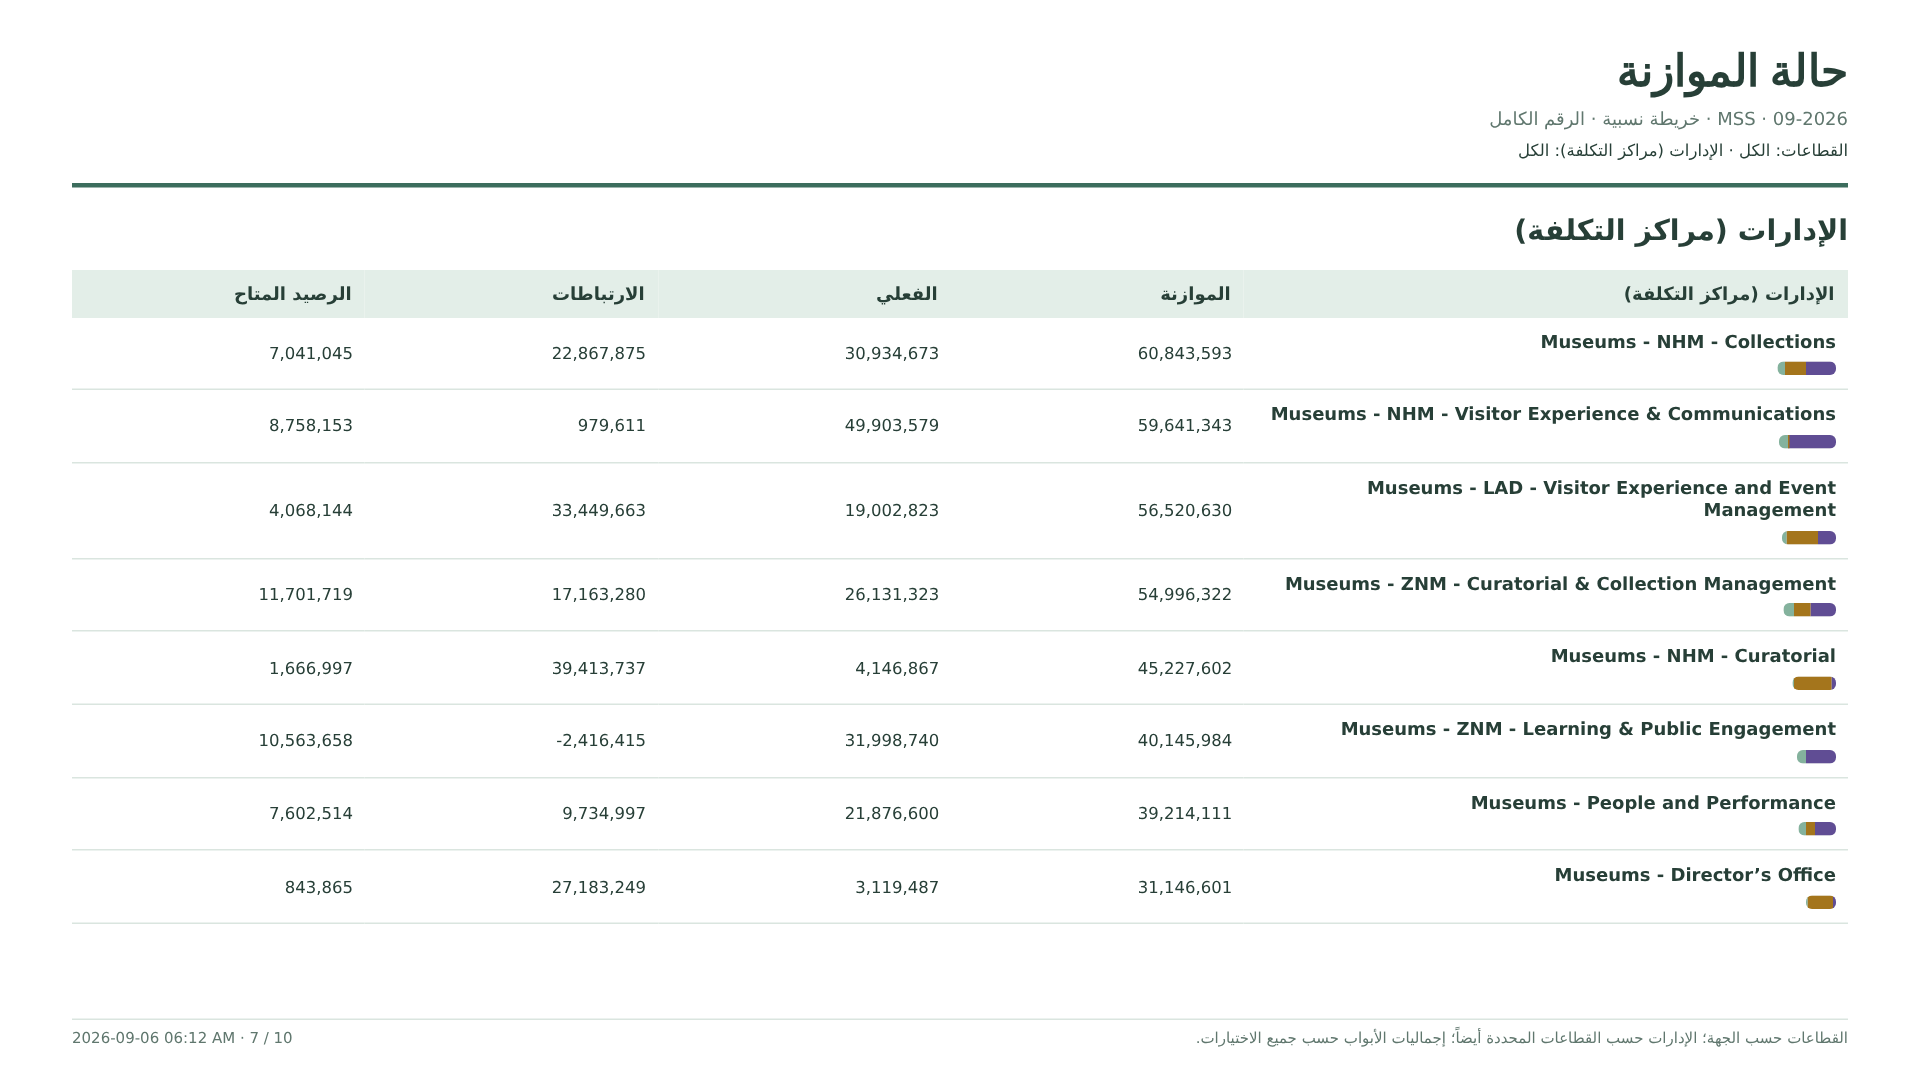 حالة الموازنة
MSS · 09-2026 · خريطة نسبية · الرقم الكامل
القطاعات: الكل · الإدارات (مراكز التكلفة): الكل
الإدارات (مراكز التكلفة)
الإدارات (مراكز التكلفة) الموازنة الفعلي الارتباطات الرصيد المتاح
Museums - NHM - Collections 60,843,593 30,934,673 22,867,875 7,041,045
Museums - NHM - Visitor Experience & Communications 59,641,343 49,903,579 979,611 8,758,153
Museums - LAD - Visitor Experience and Event
Management 56,520,630 19,002,823 33,449,663 4,068,144
Museums - ZNM - Curatorial & Collection Management 54,996,322 26,131,323 17,163,280 11,701,719
Museums - NHM - Curatorial 45,227,602 4,146,867 39,413,737 1,666,997
Museums - ZNM - Learning & Public Engagement 40,145,984 31,998,740 -2,416,415 10,563,658
Museums - People and Performance 39,214,111 21,876,600 9,734,997 7,602,514
Museums - Director’s Office 31,146,601 3,119,487 27,183,249 843,865
القطاعات حسب الجهة؛ الإدارات حسب القطاعات المحددة أيضاً؛ إجماليات الأبواب حسب جميع الاختيارات.
2026-09-06 06:12 AM · 7 / 10